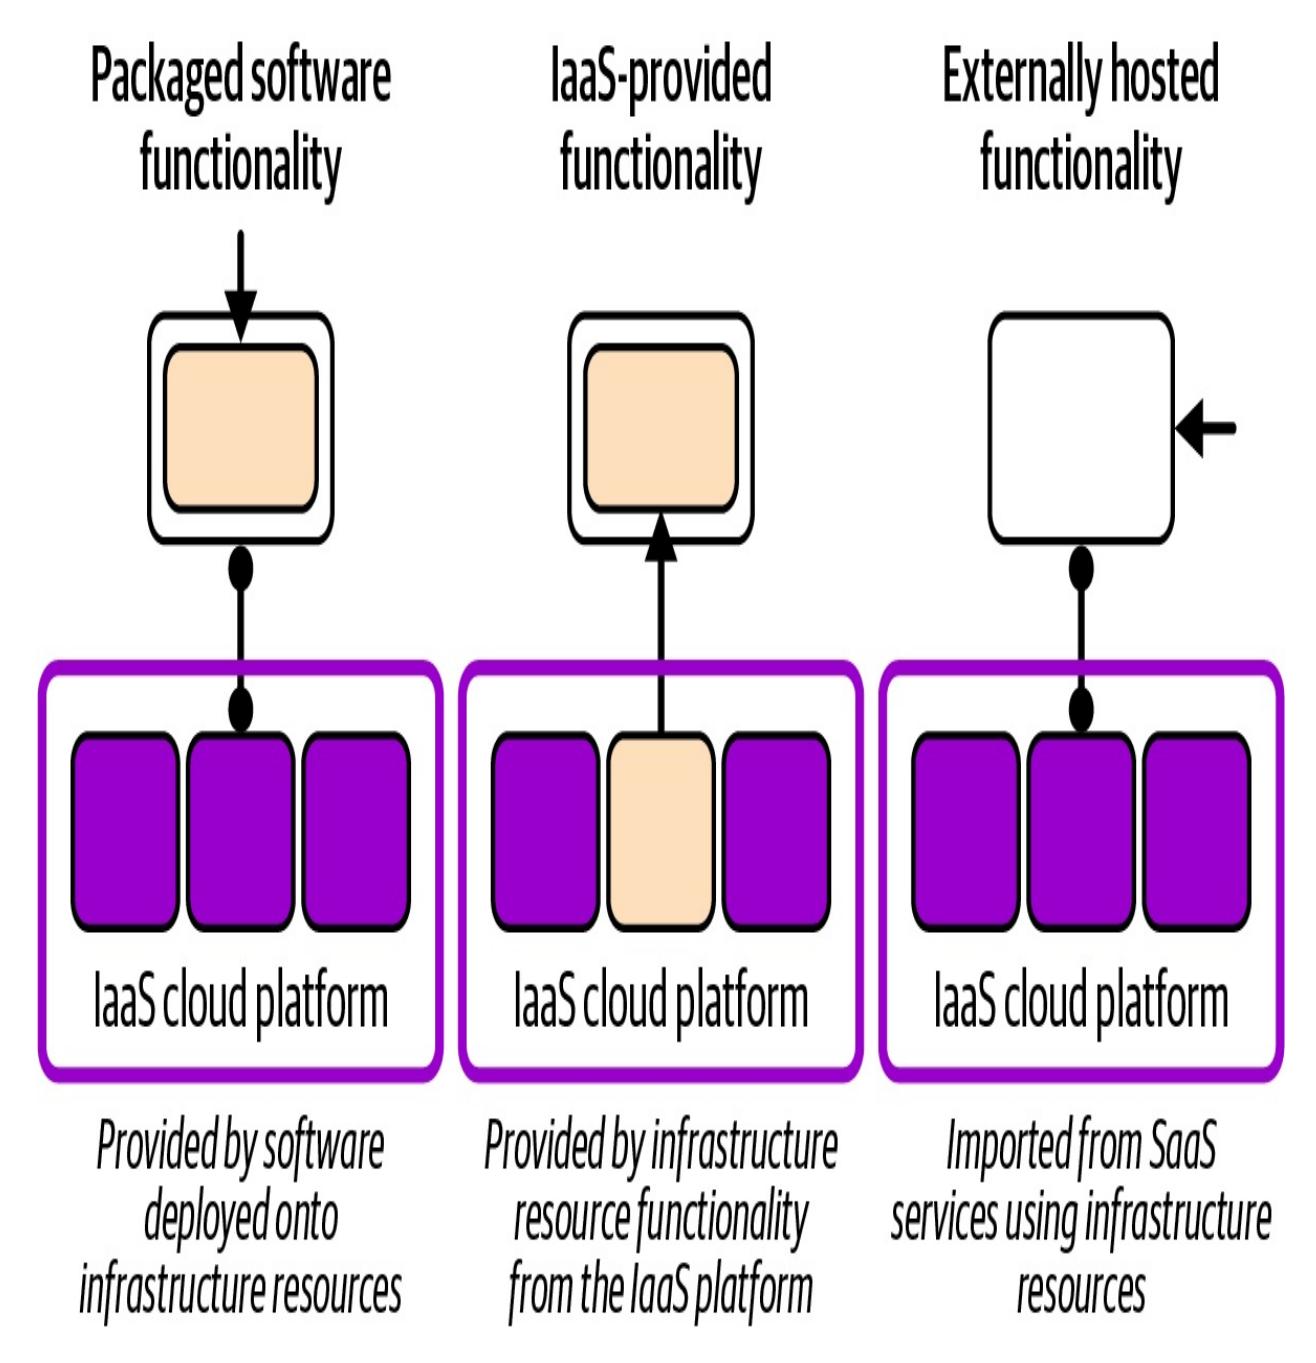 Packaged software
functionality
IaaS-provided
functionality
Externally hosted
functionality
IaaS cloud platform
IaaS cloud platform
IaaS cloud platform
Provided by software
deployed onto
infrastructure resources
Provided by infrastructure
resource functionality
from the IaaS platform
Imported from SaaS
services using infrastructure
resources